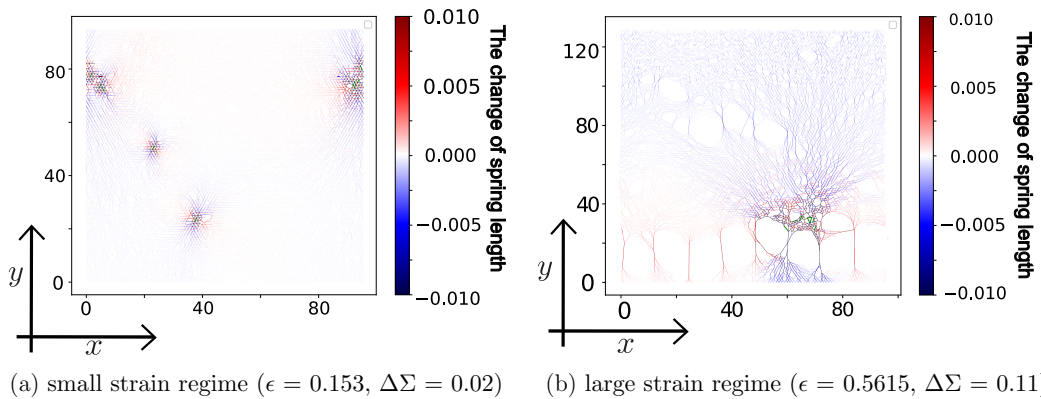 0.010
0.005
0.000
−0.005
−0.010
The change of spring length
80
40
0
0
40
80
y
x
(a) small strain regime (ϵ = 0.153, ΔΣ = 0.02)
0.010
0.005
0.000
−0.005
−0.010
The change of spring length
120
80
40
0
0
40
80
y
x
(b) large strain regime (ϵ = 0.5615, ΔΣ = 0.11)